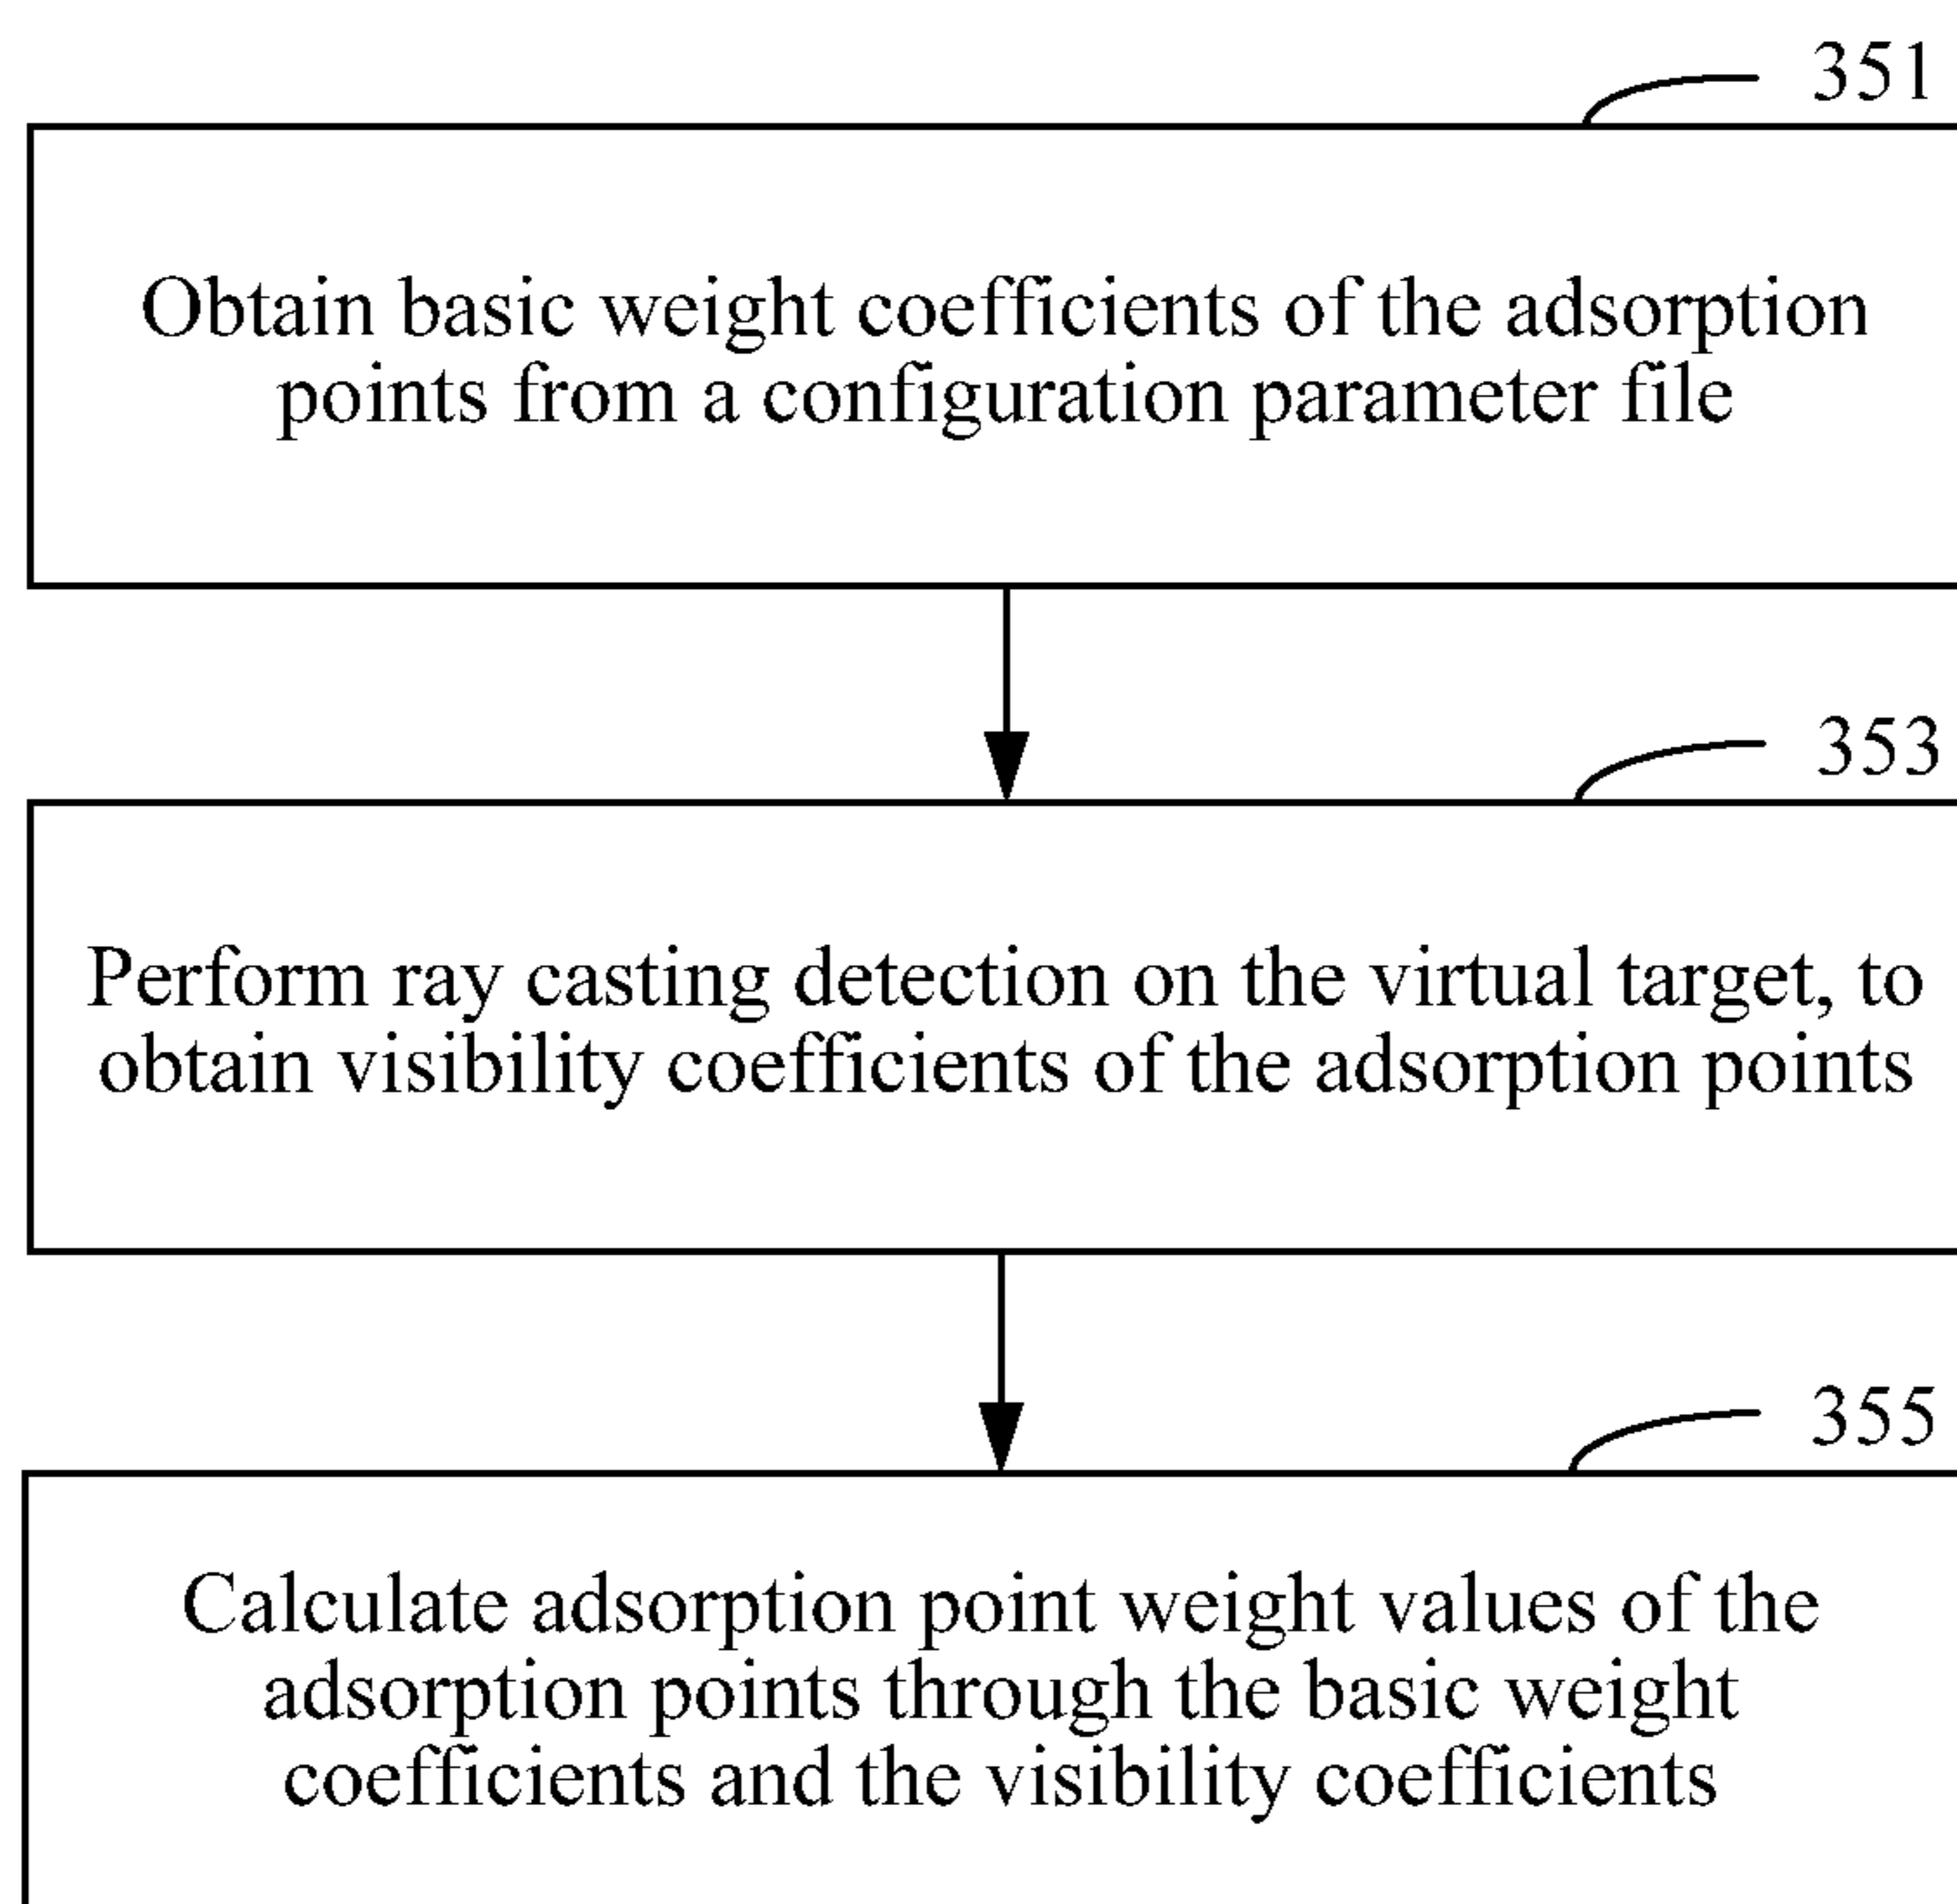 351
Obtain basic weight coefficients of the adsorption
points from a configuration parameter file
353
Perform ray casting detection on the virtual target, to
obtain visibility coefficients of the adsorption points
355
Calculate adsorption point weight values of the
adsorption points through the basic weight
coefficients and the visibility coefficients